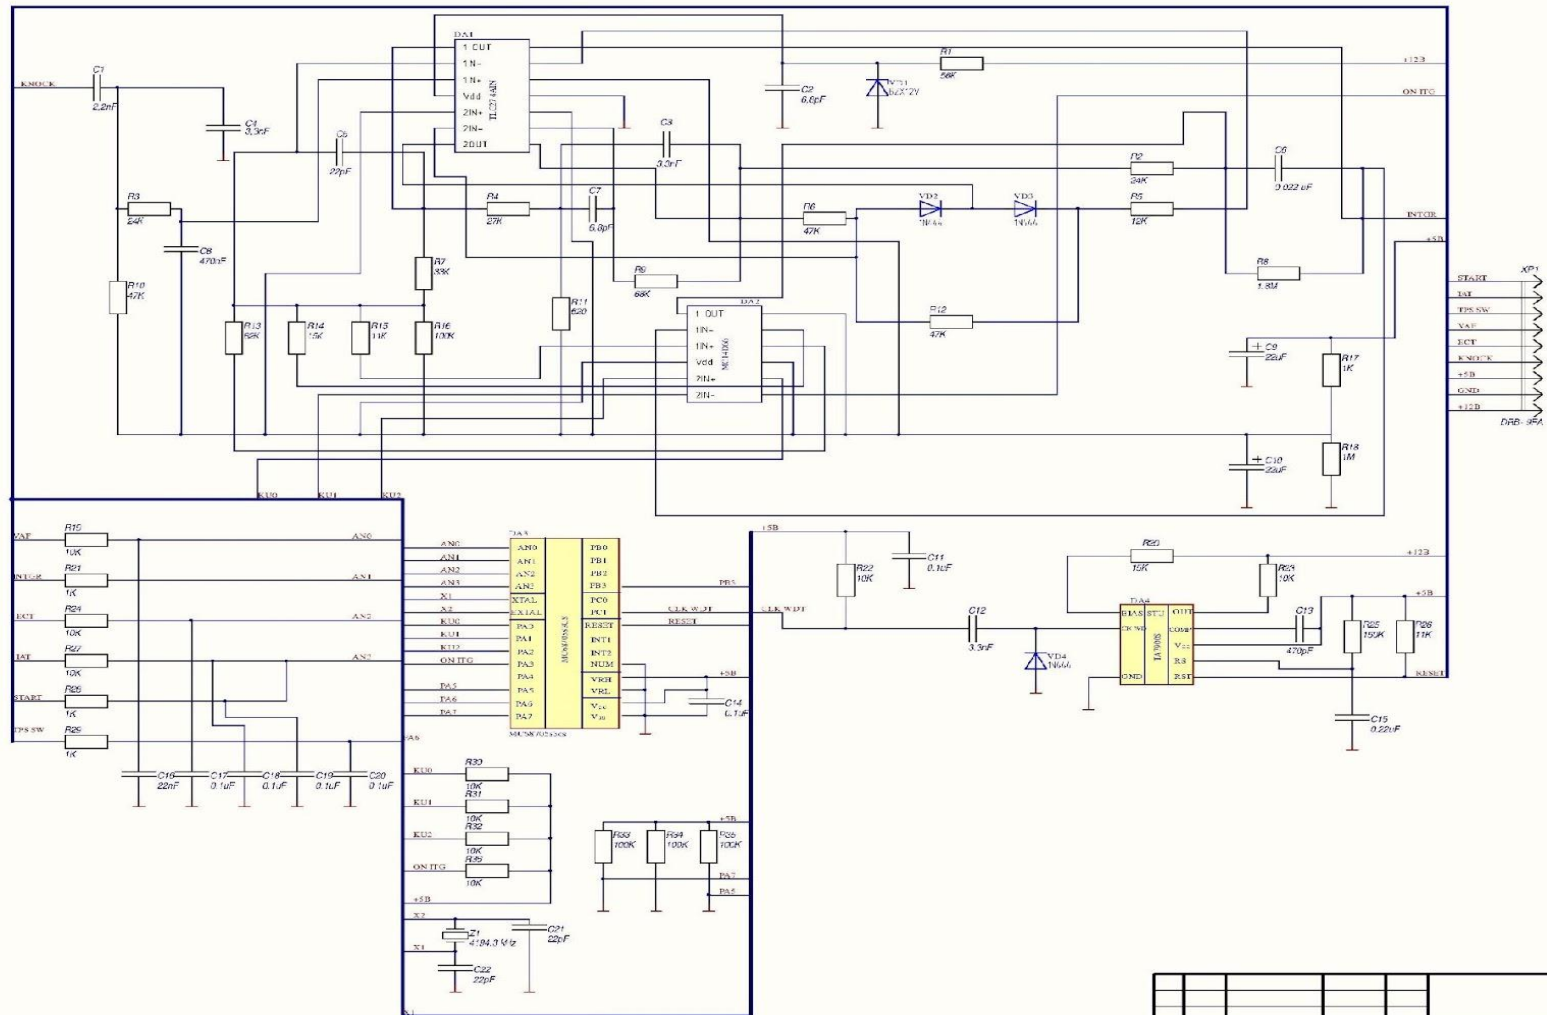 KNOCK
C1
2,2nF
C4
3,3nF
C5
22pF
R3
24K
C8
470nF
R10
47K
R13
62K
R14
15K
R15
11K
R16
100K
R7
33K
R4
27K
C7
6,8pF
R11
620
R9
68K
C3
3,3nF
R6
47K
DA1
1 OUT
1N-
1N+
Vdd
2IN+
2IN-
2OUT
C2
6,8pF
R1
56K
+12B
ON ITG
VD2
VD3
R2
24K
R5
12K
C6
0.022 uF
R8
1.8M
R12
47K
DA2
1 OUT
1IN-
1IN+
Vdd
2IN+
2IN-
INTGR
+5B
C9
22uF
C10
22uF
R17
1K
R18
1M
START
IAT
TPS SW
VAF
ECT
KNOCK
+5B
GND
+12B
XP1
DRB-9FA
KU0
KU1
KU2
VAF
R19
10K
AN0
INTGR
R21
1K
AN1
ECT
R24
10K
AN2
IAT
R27
10K
AN3
START
1K
TPS SW
R29
1K
PA6
C16
22nF
C17
0.1uF
C18
0.1uF
C19
0.1uF
C20
0.1uF
AN0
AN1
AN2
AN3
X1
X2
KU0
KU1
KU2
ON ITG
PA5
PA6
PA7
DA3
AN0
AN1
AN2
AN3
XTAL
EXTAL
PA0
PA1
PA2
PA3
PA4
PA5
PA6
PA7
PB0
PB1
PB2
PB3
PC0
PC1
RESET
INT1
INT2
NUM
VRH
VRL
Vcc
PB3
CLK WDT
RESET
+5B
C14
0.1uF
+5B
CLK WDT
R22
10K
C11
0.1uF
C12
3.3nF
VD4
R20
15K
R23
10K
+12B
+5B
DA4
BIAS STU
OUT
CK WD
COMP
Vcc
RS
GND
RST
C13
470pF
R25
150K
11K
RESET
C15
0.22uF
KU0
R30
10K
KU1
R31
10K
KU2
R32
10K
ON ITG
10K
+5B
X2
X1
Z1
C21
22pF
C22
22pF
+5B
R33
100K
R34
100K
R35
100K
PA7
PA5
X1